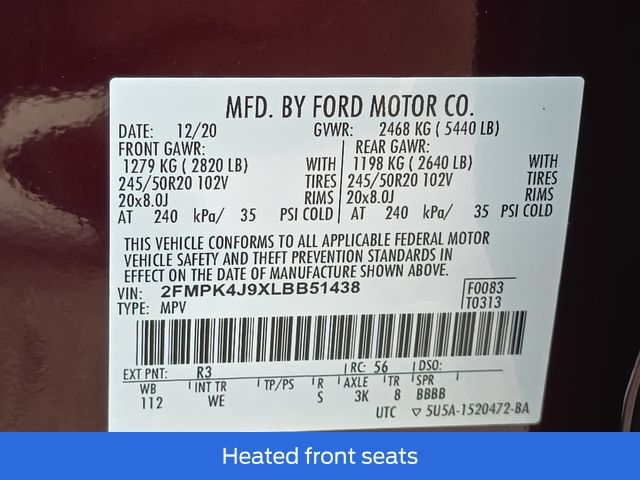 MFD. BY FORD MOTOR CO.
DATE: 12/20 GVWR: 2468 KG ( 5440 LB)
FRONT GAWR: REAR GAWR:
1279 KG ( 2820 LB) WITH 1198 KG ( 2640 LB) WITH
245/50R20 102V TIRES 245/50R20 102V TIRES
20x8.0J RIMS 20x8.0J RIMS
AT 240 kPa/ 35 PSI COLD AT 240 kPa/ 35 PSI COLD
THIS VEHICLE CONFORMS TO ALL APPLICABLE FEDERAL MOTOR
VEHICLE SAFETY AND THEFT PREVENTION STANDARDS IN
EFFECT ON THE DATE OF MANUFACTURE SHOWN ABOVE.
VIN: 2FMPK4J9XLBB51438 F0083
TYPE: MPV T0313
EXT PNT: R3 RC: 56 DSO:
WB INT TR TP/PS R AXLE TR SPR
112 WE S 3K 8 BBBB
UTC ▽ 5U5A-1520472-BA
Heated front seats